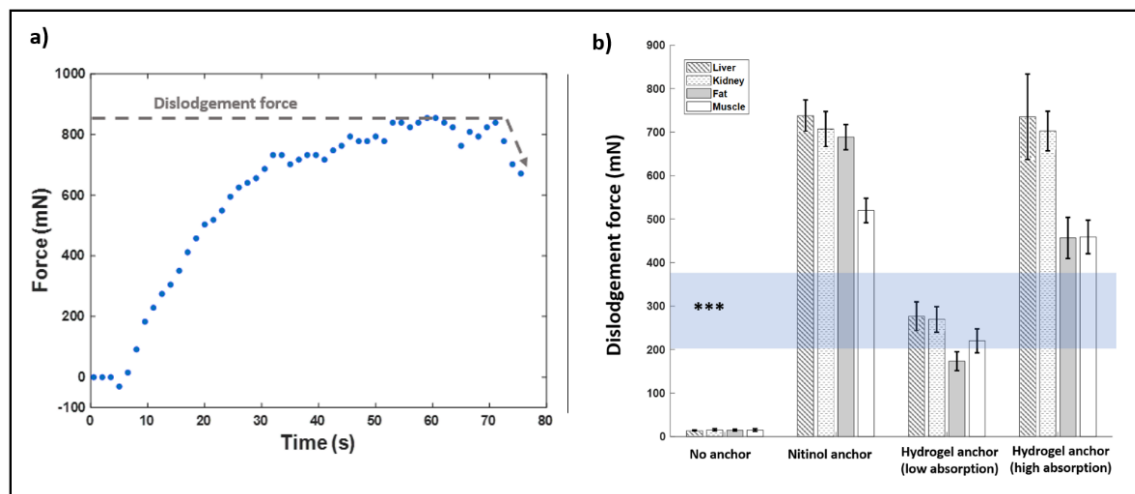 a)
1000
800
600
400
200
0
-100
Force (mN)
Dislodgement force
0 10 20 30 40 50 60 70 80
Time (s)
b)
900
800
700
600
500
400
300
200
100
0
Dislodgement force (mN)
Liver
Kidney
Fat
Muscle
***
No anchor
Nitinol anchor
Hydrogel anchor
(low absorption)
Hydrogel anchor
(high absorption)